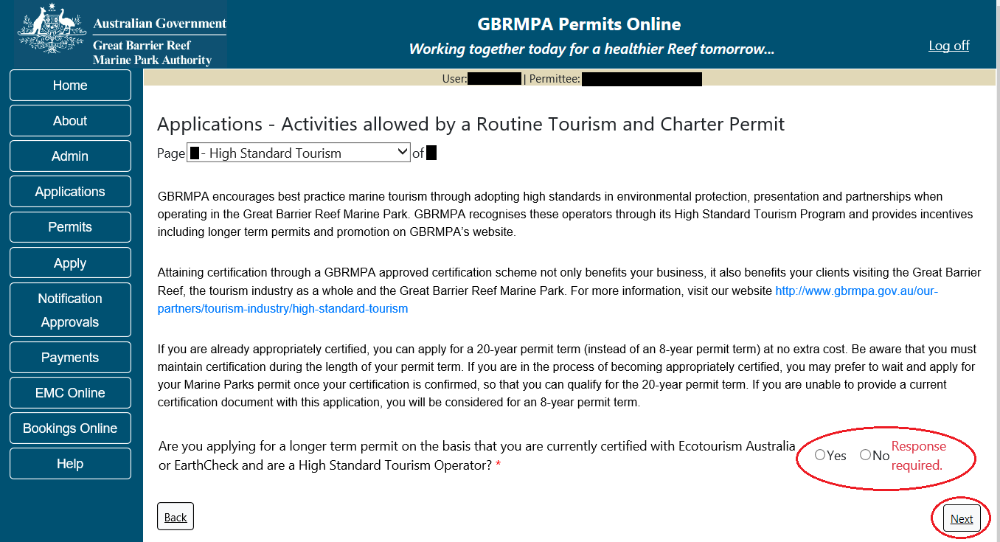 Australian Government
Great Barrier Reef
Marine Park Authority
GBRMPA Permits Online
Working together today for a healthier Reef tomorrow...
Log off
User: | Permittee:
Home
About
Admin
Applications
Permits
Apply
Notification
Approvals
Payments
EMC Online
Bookings Online
Help
Applications - Activities allowed by a Routine Tourism and Charter Permit
Page - High Standard Tourism of
GBRMPA encourages best practice marine tourism through adopting high standards in environmental protection, presentation and partnerships when
operating in the Great Barrier Reef Marine Park. GBRMPA recognises these operators through its High Standard Tourism Program and provides incentives
including longer term permits and promotion on GBRMPA's website.
Attaining certification through a GBRMPA approved certification scheme not only benefits your business, it also benefits your clients visiting the Great Barrier
Reef, the tourism industry as a whole and the Great Barrier Reef Marine Park. For more information, visit our website http://www.gbrmpa.gov.au/our-
partners/tourism-industry/high-standard-tourism
If you are already appropriately certified, you can apply for a 20-year permit term (instead of an 8-year permit term) at no extra cost. Be aware that you must
maintain certification during the length of your permit term. If you are in the process of becoming appropriately certified, you may prefer to wait and apply for
your Marine Parks permit once your certification is confirmed, so that you can qualify for the 20-year permit term. If you are unable to provide a current
certification document with this application, you will be considered for an 8-year permit term.
Are you applying for a longer term permit on the basis that you are currently certified with Ecotourism Australia
or EarthCheck and are a High Standard Tourism Operator? *
Yes No Response
required.
Back
Next